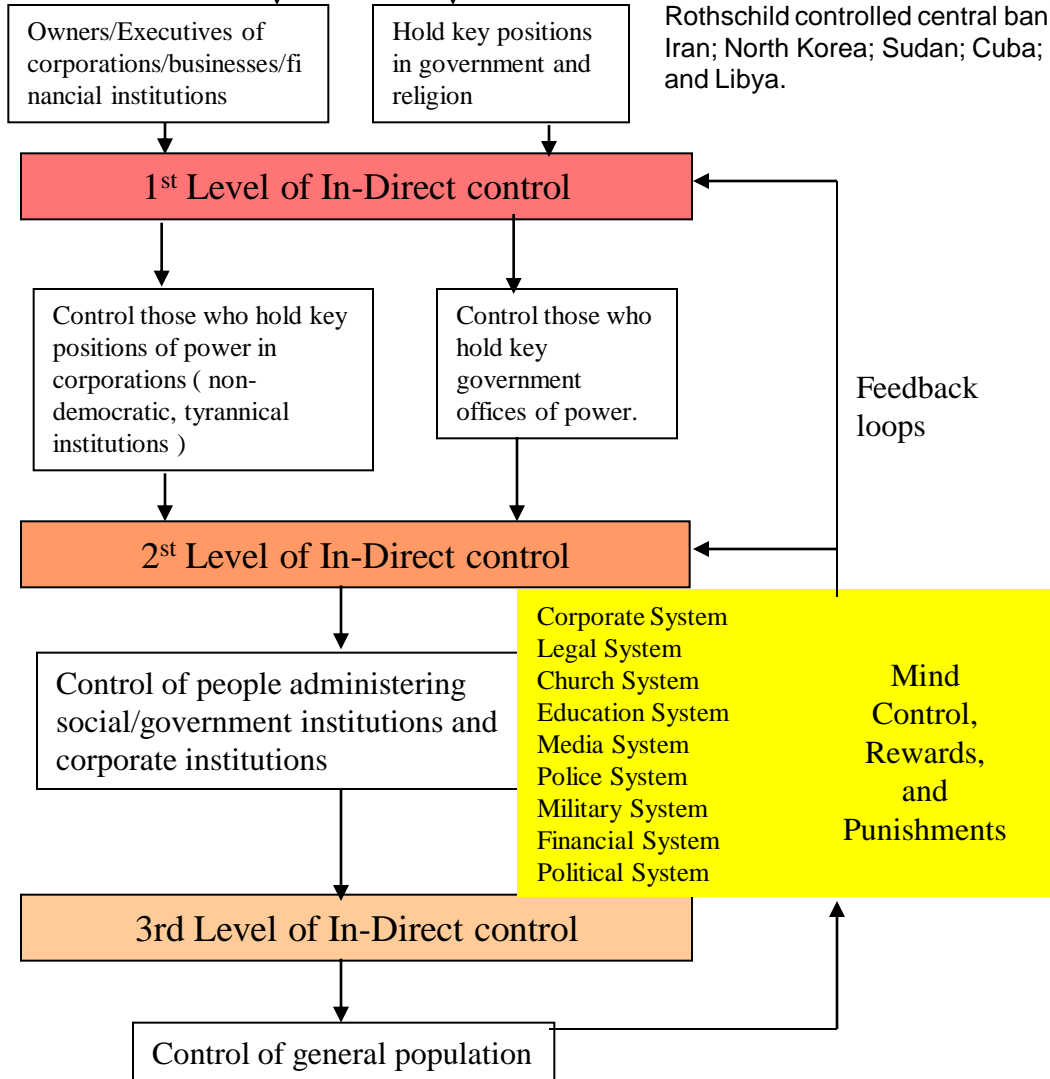 Owners/Executives of
corporations/businesses/fi
nancial institutions
Hold key positions
in government and
religion
Rothschild controlled central ban
Iran; North Korea; Sudan; Cuba;
and Libya.
1st Level of In-Direct control
Control those who hold key
positions of power in
corporations ( non-
democratic, tyrannical
institutions )
Control those who
hold key
government
offices of power.
Feedback
loops
2st Level of In-Direct control
Control of people administering
social/government institutions and
corporate institutions
Corporate System
Legal System
Church System
Education System
Media System
Police System
Military System
Financial System
Political System
Mind
Control,
Rewards,
and
Punishments
3rd Level of In-Direct control
Control of general population